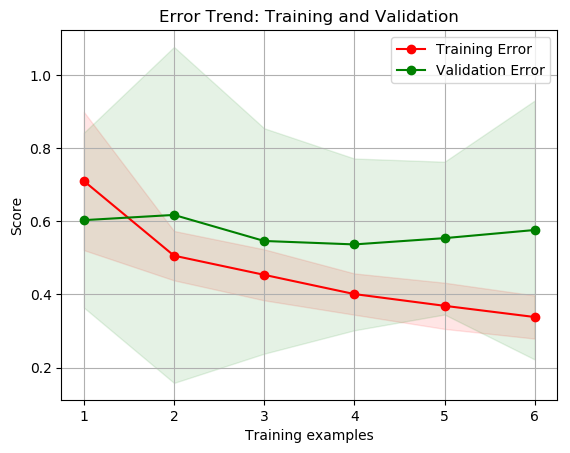 Error Trend: Training and Validation
Training Error
Validation Error
Score
1.0
0.8
0.6
0.4
0.2
1 2 3 4 5 6
Training examples